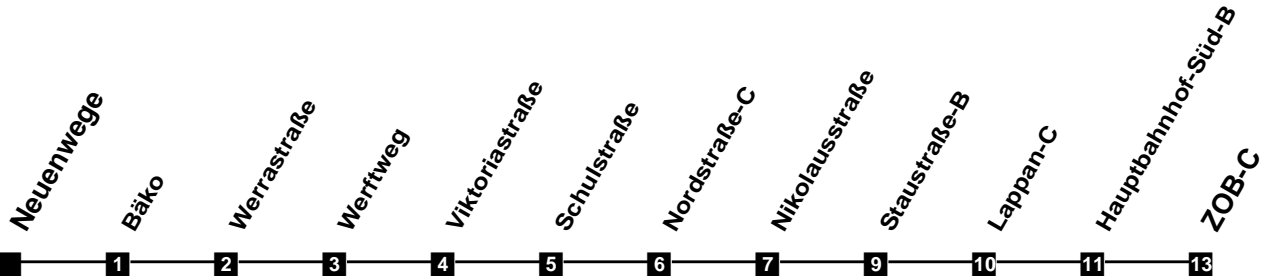 Neuenwege
Bäko
Werrastraße
Werftweg
Viktoriastraße
Schulstraße
Nordstraße-C
Nikolausstraße
Staustraße-B
Lappan-C
Hauptbahnhof-Süd-B
ZOB-C
1 2 3 4 5 6 7 9 10 11 13